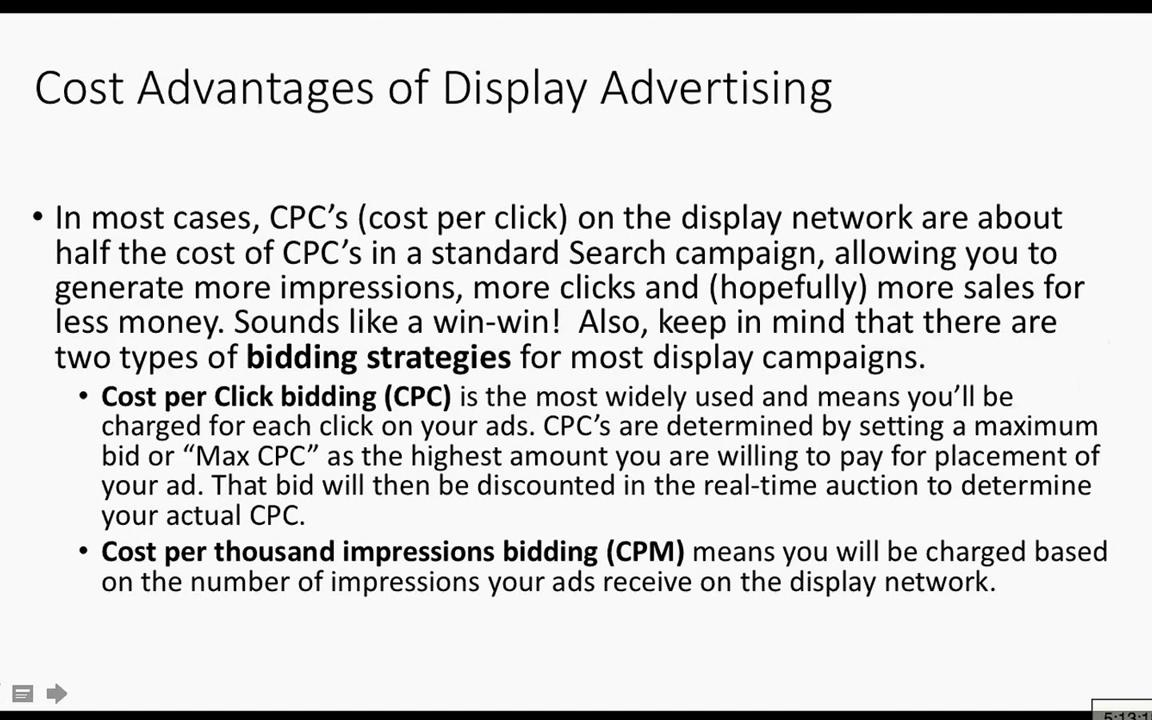 Cost Advantages of Display Advertising
• In most cases, CPC’s (cost per click) on the display network are about
half the cost of CPC’s in a standard Search campaign, allowing you to
generate more impressions, more clicks and (hopefully) more sales for
less money. Sounds like a win-win!  Also, keep in mind that there are
two types of bidding strategies for most display campaigns.
• Cost per Click bidding (CPC) is the most widely used and means you’ll be
charged for each click on your ads. CPC’s are determined by setting a maximum
bid or “Max CPC” as the highest amount you are willing to pay for placement of
your ad. That bid will then be discounted in the real-time auction to determine
your actual CPC.
• Cost per thousand impressions bidding (CPM) means you will be charged based
on the number of impressions your ads receive on the display network.